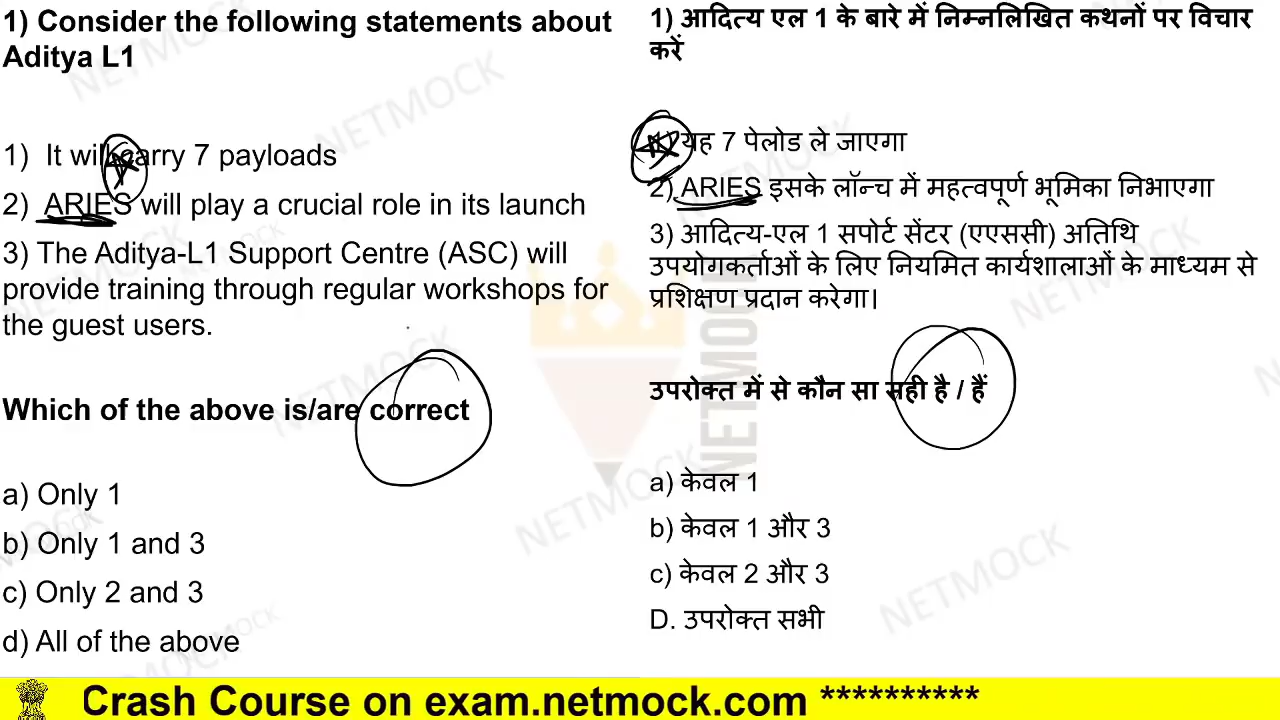 1) Consider the following statements about
Aditya L1
1) It will carry 7 payloads
2) ARIES will play a crucial role in its launch
3) The Aditya-L1 Support Centre (ASC) will
provide training through regular workshops for
the guest users.
Which of the above is/are correct
a) Only 1
b) Only 1 and 3
c) Only 2 and 3
d) All of the above
1) आदित्य एल 1 के बारे में निम्नलिखित कथनों पर विचार
करें
1) यह 7 पेलोड ले जाएगा
2) ARIES इसके लॉन्च में महत्वपूर्ण भूमिका निभाएगा
3) आदित्य-एल 1 सपोर्ट सेंटर (एएससी) अतिथि
उपयोगकर्ताओं के लिए नियमित कार्यशालाओं के माध्यम से
प्रशिक्षण प्रदान करेगा।
उपरोक्त में से कौन सा सही है / हैं
a) केवल 1
b) केवल 1 और 3
c) केवल 2 और 3
D. उपरोक्त सभी
NETMOCK
Crash Course on exam.netmock.com **********